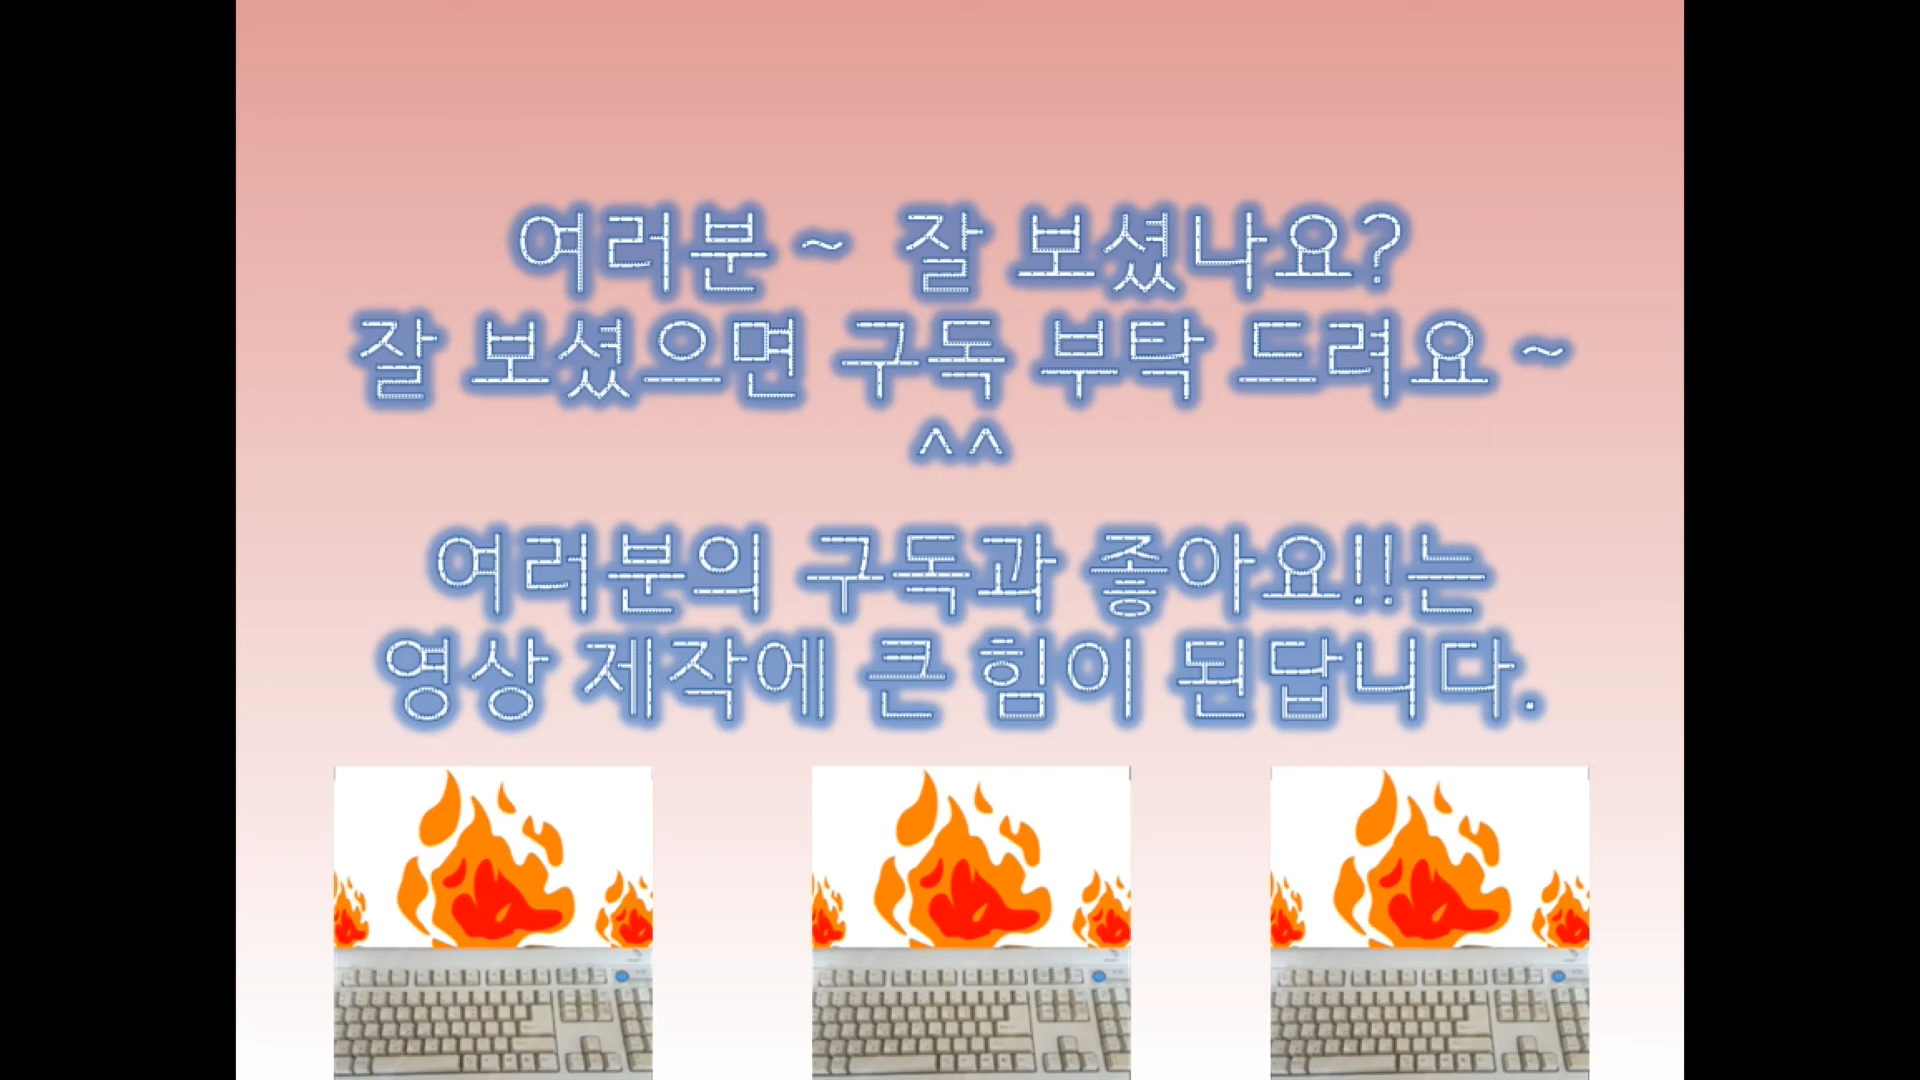 여러분~ 잘 보셨나요?
잘 보셨으면 구독 부탁 드려요~
^^
여러분의 구독과 좋아요!!는
영상 제작에 큰 힘이 된답니다.